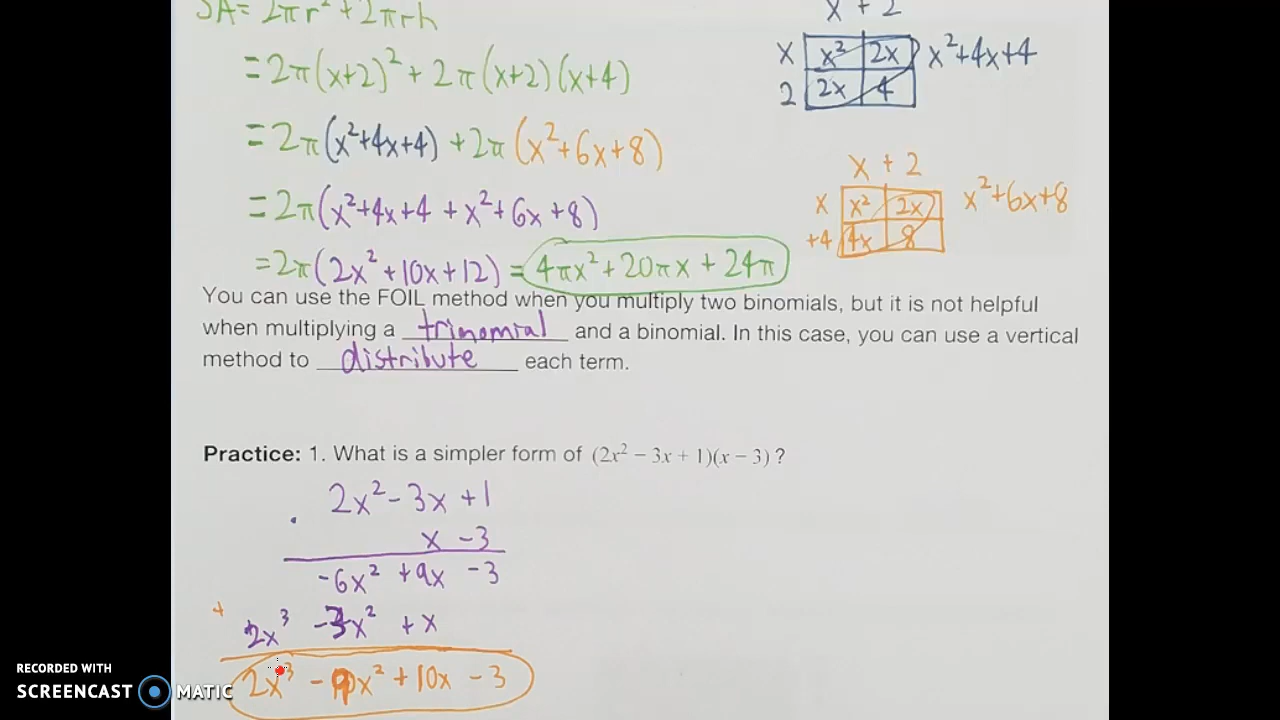 SA = 2πr² + 2πrh
= 2π(x+2)² + 2π(x+2)(x+4)
= 2π(x²+4x+4) + 2π(x²+6x+8)
= 2π(x²+4x+4 + x²+6x+8)
= 2π(2x² +10x+12) = 4πx² + 20πx + 24π
x + 2
x x² 2x x²+4x+4
2 2x 4
x + 2
x x² 2x x²+6x+8
+4 4x 8
You can use the FOIL method when you multiply two binomials, but it is not helpful
when multiplying a trinomial and a binomial. In this case, you can use a vertical
method to distribute each term.
Practice: 1. What is a simpler form of (2x² − 3x + 1)(x − 3) ?
2x² - 3x + 1
· x - 3
-6x² + 9x - 3
+ 2x³ - 3x² + x
2x³ - 9x² + 10x - 3
RECORDED WITH
SCREENCAST MATIC